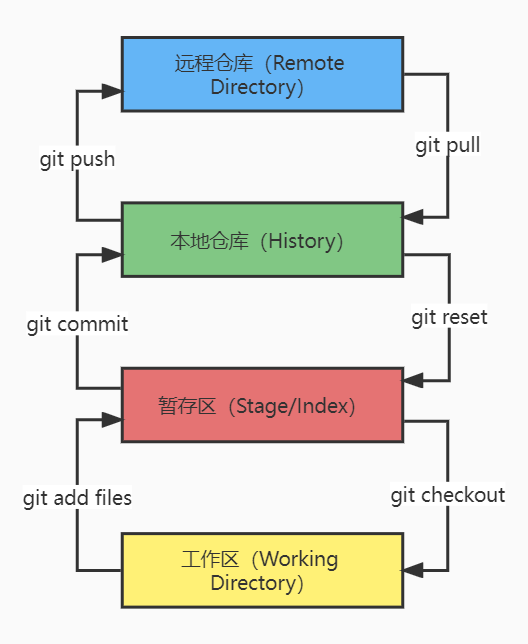 远程仓库（Remote
Directory）
git push
git pull
本地仓库（History）
git commit
git reset
暂存区（Stage/Index）
git add files
git checkout
工作区（Working
Directory）